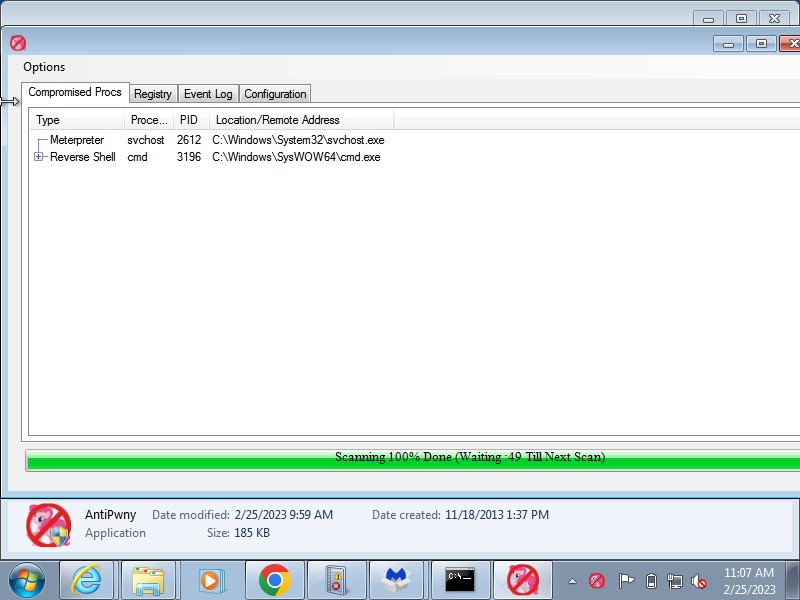 Options
Compromised Procs Registry Event Log Configuration
Type Proce... PID Location/Remote Address
Meterpreter svchost 2612 C:\Windows\System32\svchost.exe
Reverse Shell cmd 3196 C:\Windows\SysWOW64\cmd.exe
Scanning 100% Done (Waiting :49 Till Next Scan)
AntiPwny Date modified: 2/25/2023 9:59 AM Date created: 11/18/2013 1:37 PM
Application Size: 185 KB
11:07 AM
2/25/2023